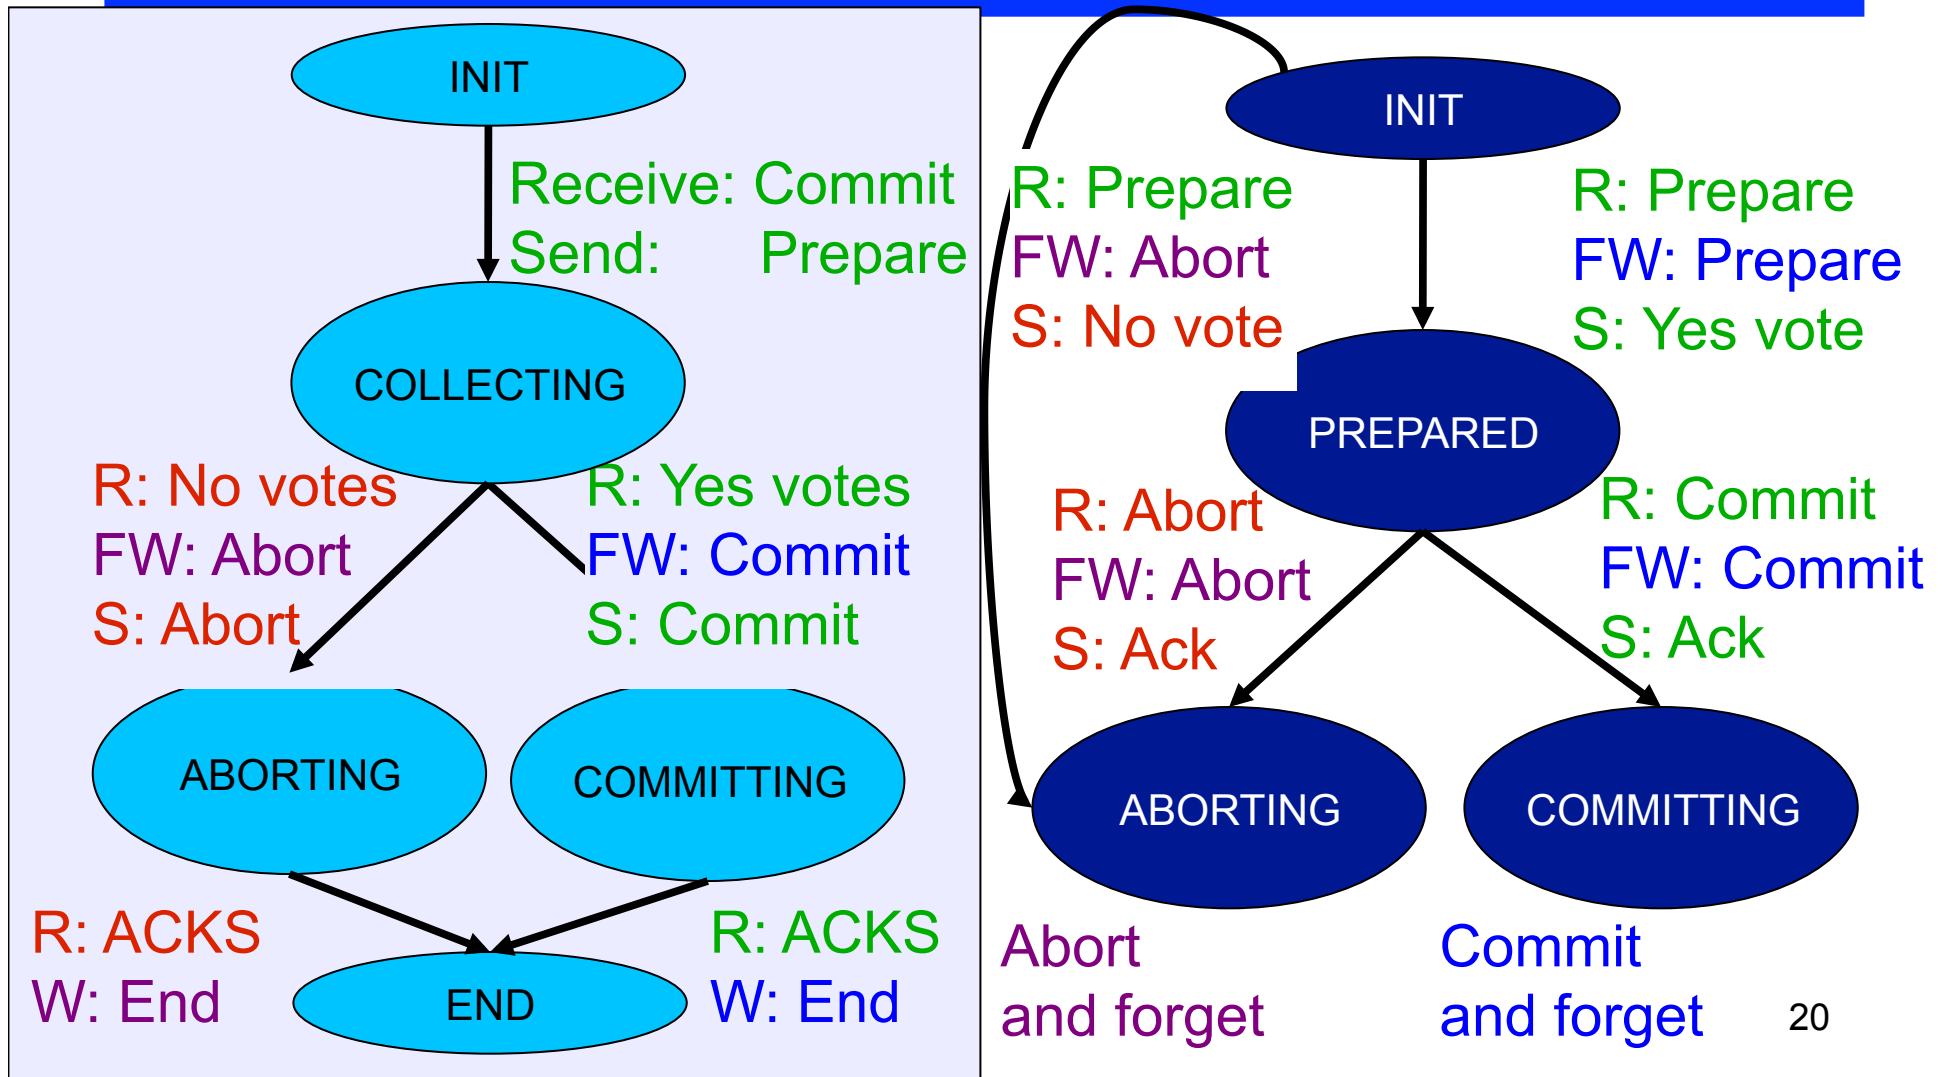 INIT
Receive: Commit
Send: Prepare
COLLECTING
R: No votes
FW: Abort
S: Abort
R: Yes votes
FW: Commit
S: Commit
ABORTING
COMMITTING
R: ACKS
W: End
END
R: ACKS
W: End
INIT
R: Prepare
FW: Abort
S: No vote
R: Prepare
FW: Prepare
S: Yes vote
PREPARED
R: Abort
FW: Abort
S: Ack
R: Commit
FW: Commit
S: Ack
ABORTING
COMMITTING
Abort
and forget
Commit
and forget
20